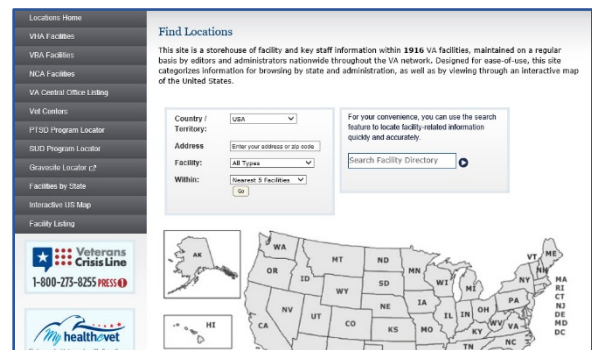 Locations Home
VHA Facilities
VBA Facilities
NCA Facilities
VA Central Office Listing
Vet Centers
PTSD Program Locator
SUD Program Locator
Gravesite Locator
Facilities by State
Interactive US Map
Facility Listing
Veterans
Crisis Line
1-800-273-8255 PRESS 1
My healthevet
Find Locations
This site is a storehouse of facility and key staff information within 1916 VA facilities, maintained on a regular
basis by editors and administrators nationwide throughout the VA network. Designed for ease-of-use, this site
categorizes information for browsing by state and administration, as well as by viewing through an interactive map
of the United States.
Country /
Territory:
USA
Address
Enter your address or zip code
Facility:
All Types
Within:
Nearest 5 Facilities
Go
For your convenience, you can use the search
feature to locate facility-related information
quickly and accurately.
Search Facility Directory
AK
HI
WA
MT
ND
MN
VT
ME
OR
ID
SD
WI
MI
NY
NH
MA
WY
RI
IA
PA
CT
NV
NE
IL
IN
OH
NJ
UT
CO
DE
CA
KS
MO
WV
VA
MD
KY
DC
TN
NC